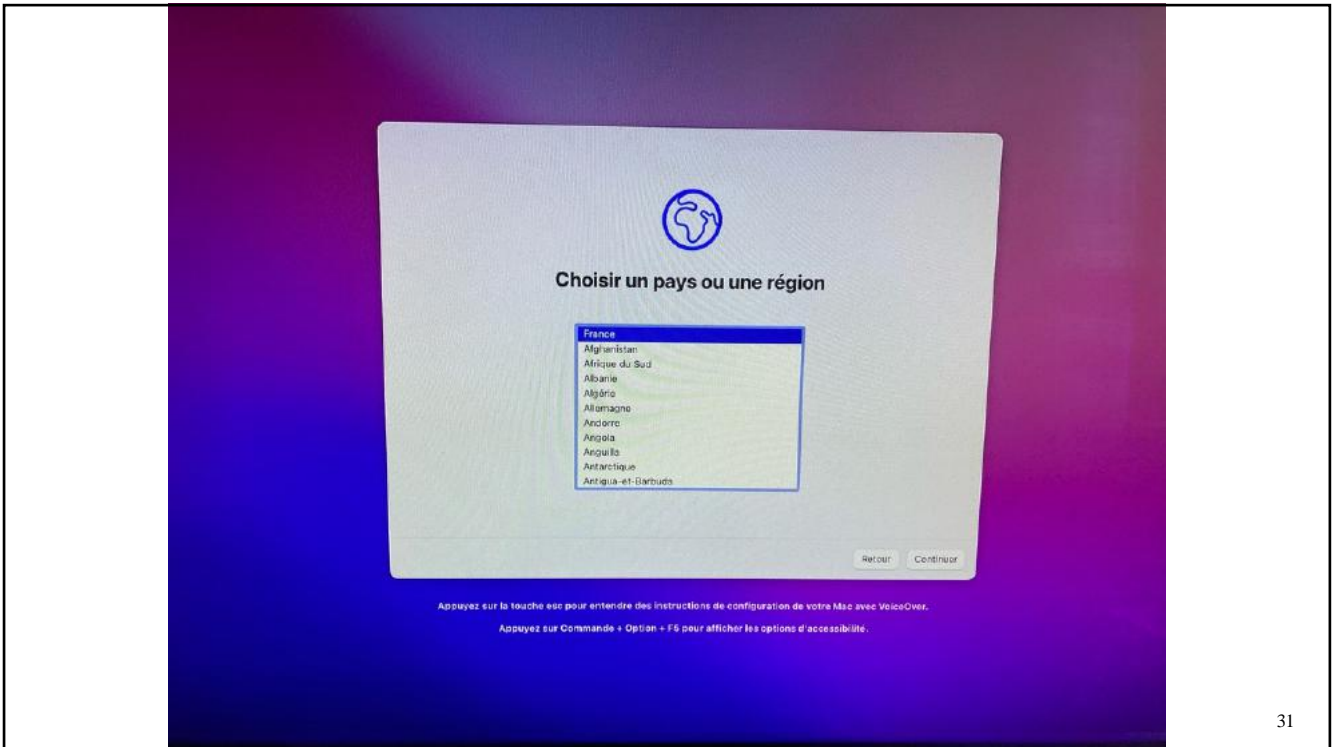 Choisir un pays ou une région
France
Afghanistan
Afrique du Sud
Albanie
Algérie
Allemagne
Andorre
Angola
Anguilla
Antarctique
Antigua-et-Barbuda
Retour Continuer
Appuyez sur la touche esc pour entendre des instructions de configuration de votre Mac avec VoiceOver.
Appuyez sur Commande + Option + F5 pour afficher les options d'accessibilité.
31